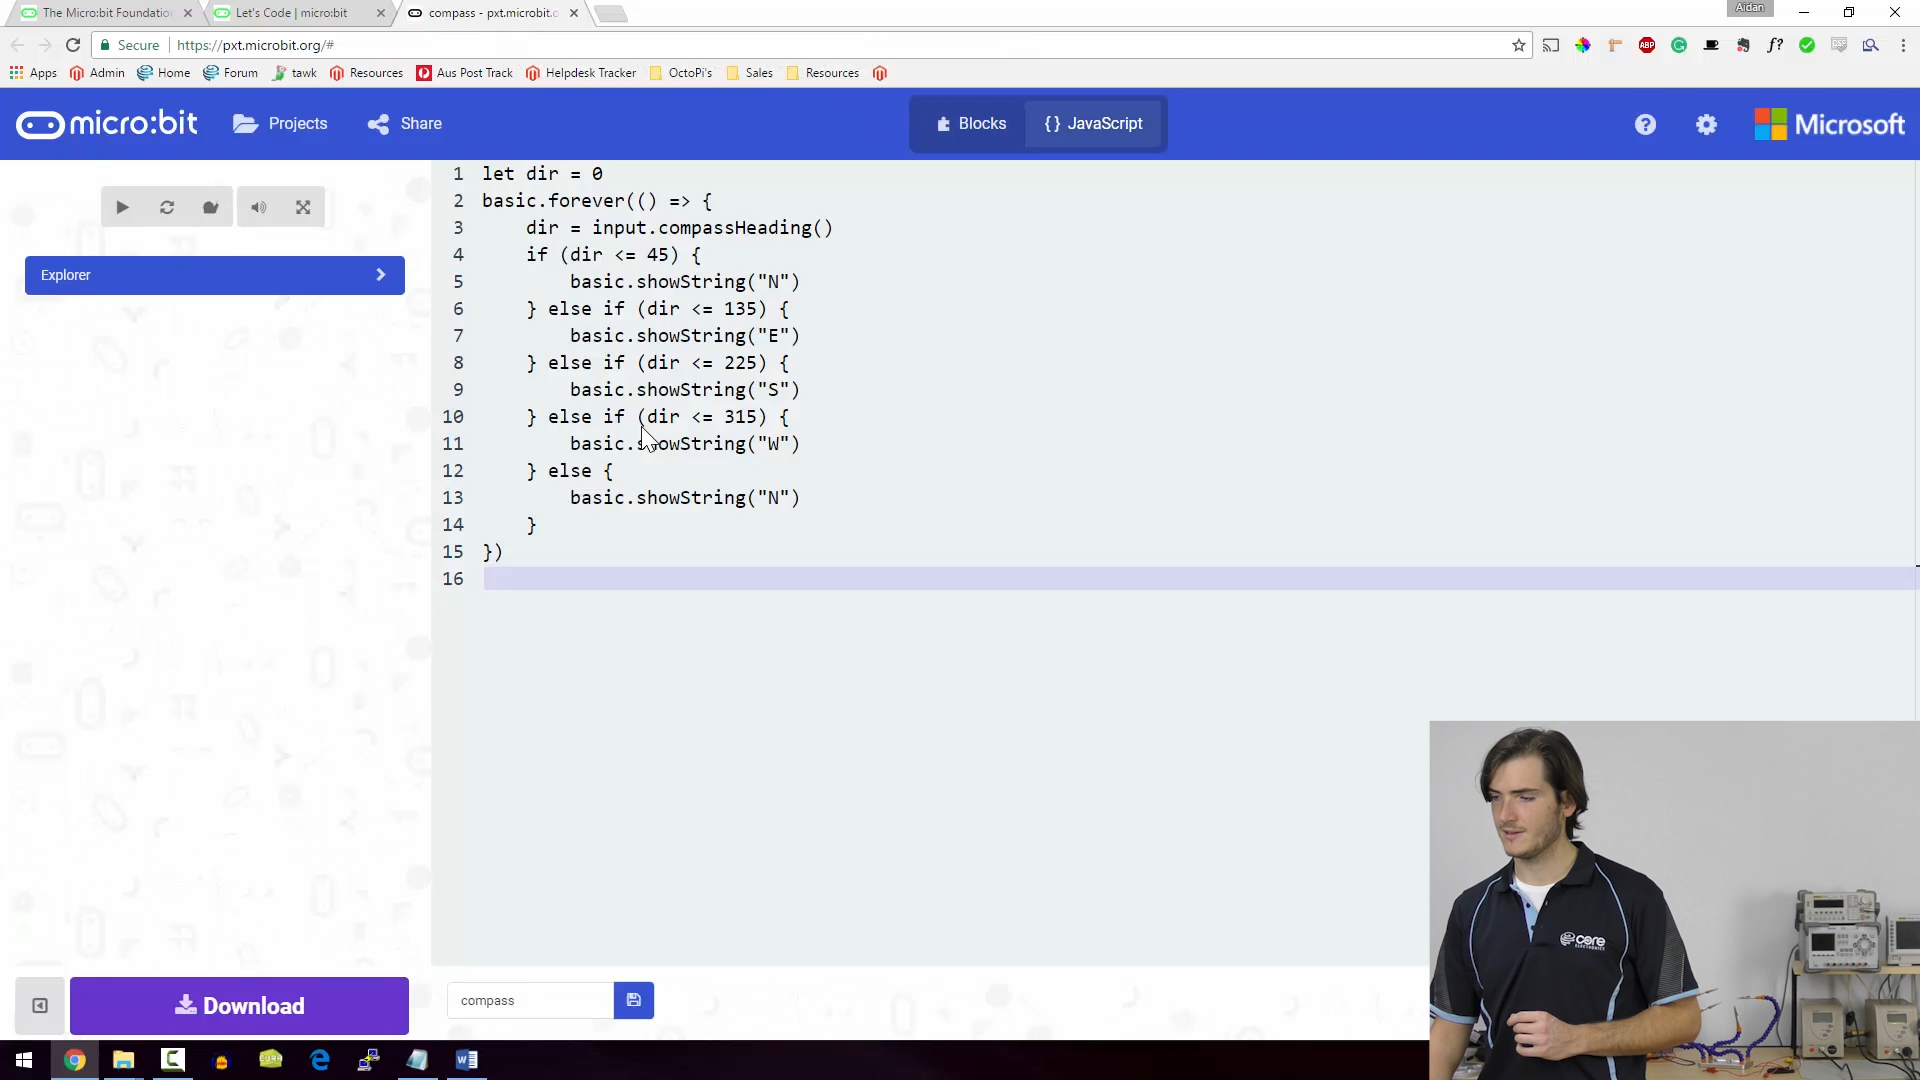 The Micro:bit Foundatio
Let's Code | micro:bit
compass - pxt.microbit.o
Aidan
Secure
https://pxt.microbit.org/#
ABP
f?
CSS
Apps
Admin
Home
Forum
tawk
Resources
Aus Post Track
Helpdesk Tracker
OctoPi's
Sales
Resources
micro:bit
Projects
Share
Blocks
{} JavaScript
?
Microsoft
Explorer
1 let dir = 0
2 basic.forever(() => {
3 dir = input.compassHeading()
4 if (dir <= 45) {
5 basic.showString("N")
6 } else if (dir <= 135) {
7 basic.showString("E")
8 } else if (dir <= 225) {
9 basic.showString("S")
10 } else if (dir <= 315) {
11 basic.showString("W")
12 } else {
13 basic.showString("N")
14 }
15 })
16
Download
compass
core
ELECTRONICS
CURA